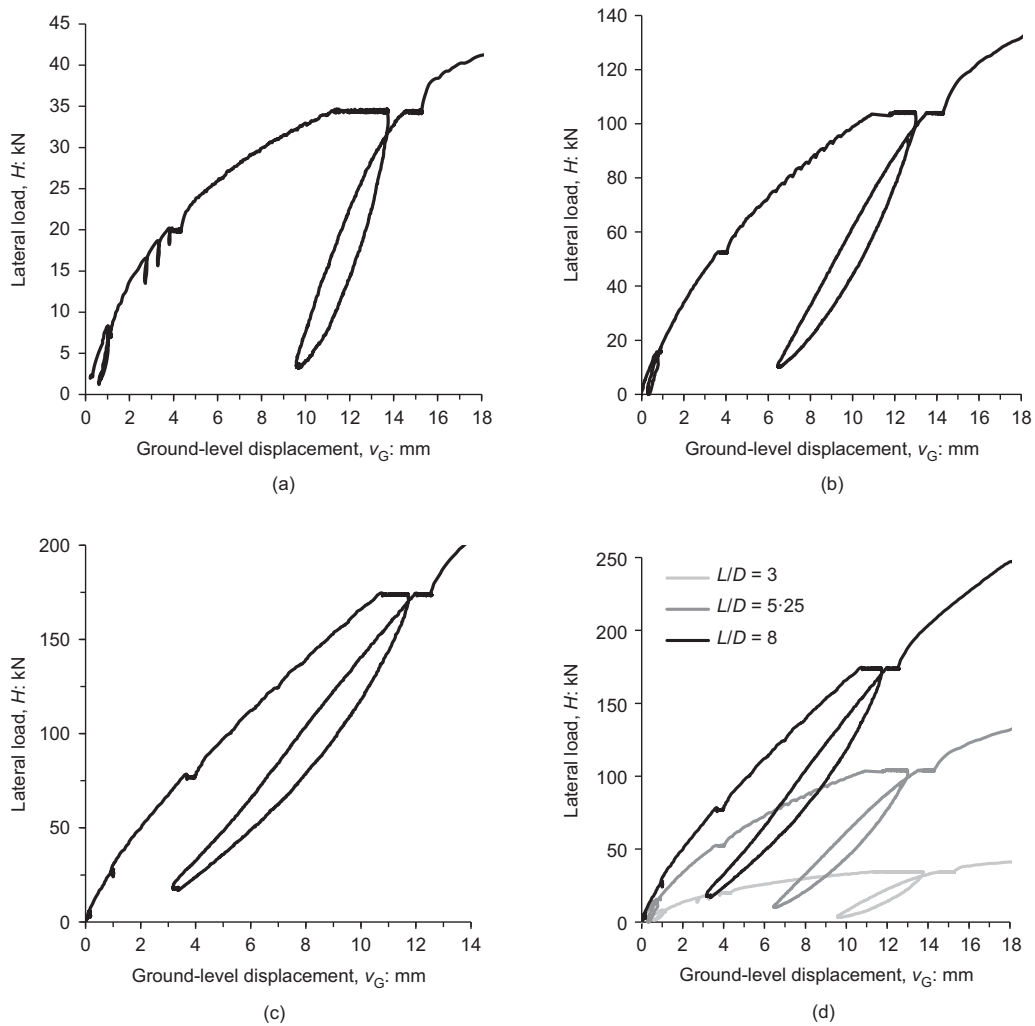 45
40
35
30
25
20
15
10
5
0
Lateral load, H: kN
0 2 4 6 8 10 12 14 16 18
Ground-level displacement, vG: mm
(a)
140
120
100
80
60
40
20
0
Lateral load, H: kN
0 2 4 6 8 10 12 14 16 18
Ground-level displacement, vG: mm
(b)
200
150
100
50
0
Lateral load, H: kN
0 2 4 6 8 10 12 14
Ground-level displacement, vG: mm
(c)
250
200
150
100
50
0
Lateral load, H: kN
L/D = 3
L/D = 5·25
L/D = 8
0 2 4 6 8 10 12 14 16 18
Ground-level displacement, vG: mm
(d)